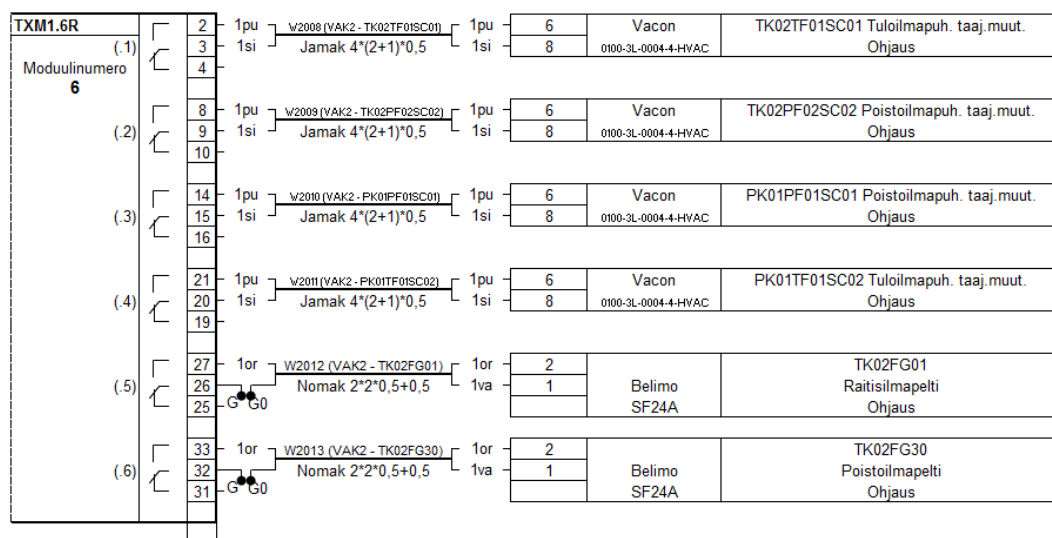 TXM1.6R
Moduulinumero
6
(.1)
2 1pu W2008 (VAK2 - TK02TF01SC01) 1pu 6 Vacon TK02TF01SC01 Tuloilmapuh. taaj.muut.
3 1si Jamak 4*(2+1)*0,5 1si 8 0100-3L-0004-4-HVAC Ohjaus
4
(.2)
8 1pu W2009 (VAK2 - TK02PF02SC02) 1pu 6 Vacon TK02PF02SC02 Poistoilmapuh. taaj.muut.
9 1si Jamak 4*(2+1)*0,5 1si 8 0100-3L-0004-4-HVAC Ohjaus
10
(.3)
14 1pu W2010 (VAK2 - PK01PF01SC01) 1pu 6 Vacon PK01PF01SC01 Poistoilmapuh. taaj.muut.
15 1si Jamak 4*(2+1)*0,5 1si 8 0100-3L-0004-4-HVAC Ohjaus
16
(.4)
21 1pu W2011 (VAK2 - PK01TF01SC02) 1pu 6 Vacon PK01TF01SC02 Tuloilmapuh. taaj.muut.
20 1si Jamak 4*(2+1)*0,5 1si 8 0100-3L-0004-4-HVAC Ohjaus
19
(.5)
27 1or W2012 (VAK2 - TK02FG01) 1or 2 TK02FG01
26 Nomak 2*2*0,5+0,5 1va 1 Belimo Raitisilmapelti
25 G G0 SF24A Ohjaus
(.6)
33 1or W2013 (VAK2 - TK02FG30) 1or 2 TK02FG30
32 Nomak 2*2*0,5+0,5 1va 1 Belimo Poistoilmapelti
31 G G0 SF24A Ohjaus